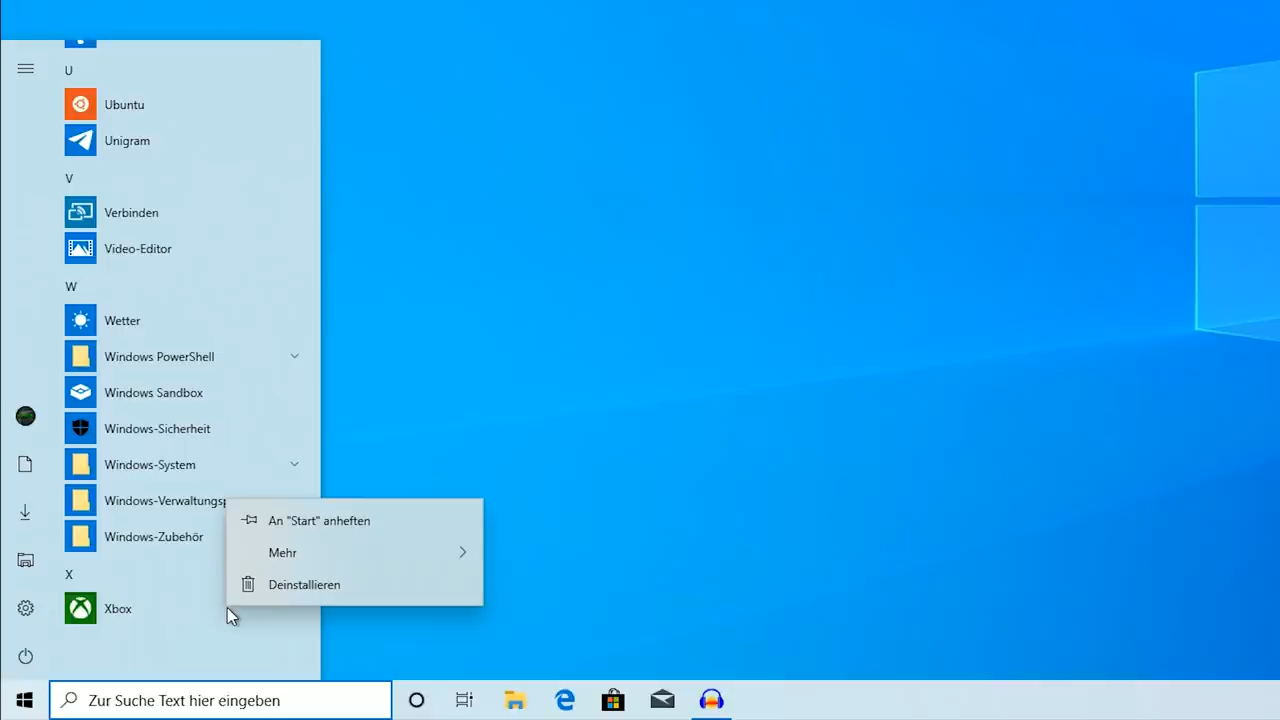 U
Ubuntu
Unigram
V
Verbinden
Video-Editor
W
Wetter
Windows PowerShell
Windows Sandbox
Windows-Sicherheit
Windows-System
Windows-Verwaltungsp
Windows-Zubehör
An "Start" anheften
Mehr
Deinstallieren
X
Xbox
Zur Suche Text hier eingeben